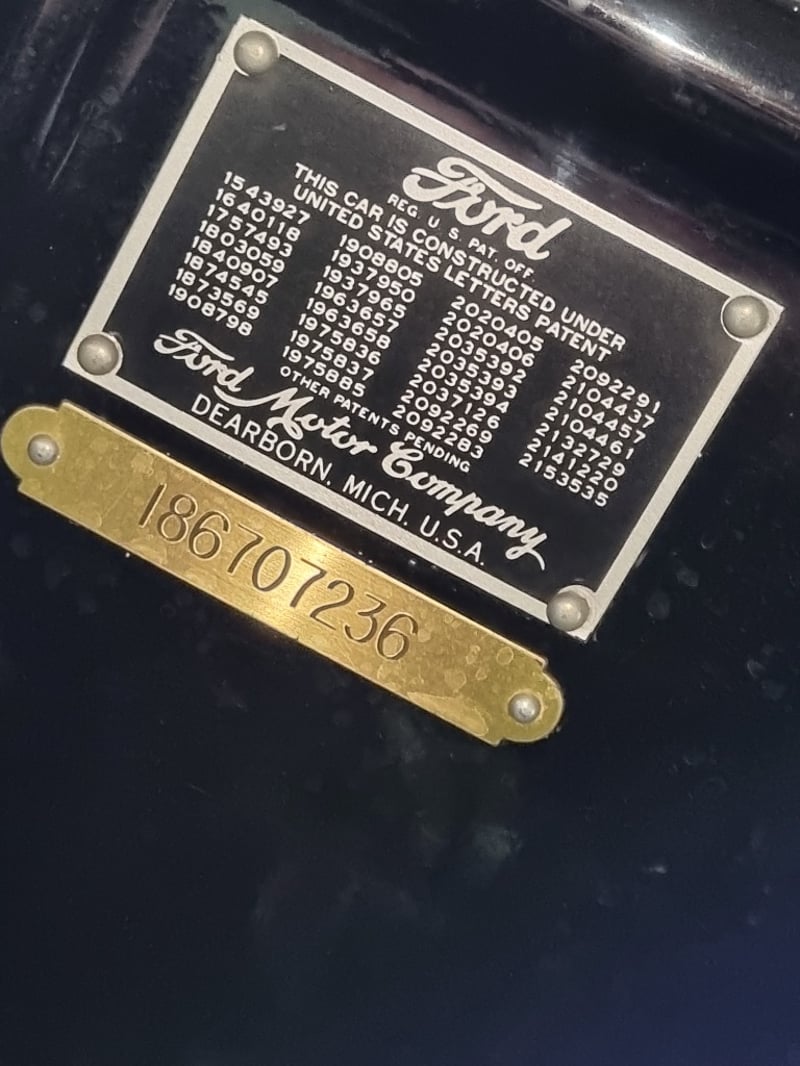 Ford
REG. U. S. PAT. OFF.
THIS CAR IS CONSTRUCTED UNDER
UNITED STATES LETTERS PATENT
1543927 1908805 2020405 2092291
1640118 1937950 2020406 2104437
1757493 1937965 2035392 2104457
1803059 1963657 2035393 2104461
1840907 1963658 2035394 2132729
1874545 1975836 2037126 2141220
1873569 1975837 2092269 2153535
1908798 1975885 2092283
OTHER PATENTS PENDING
Ford Motor Company
DEARBORN, MICH. U.S.A.
186707236